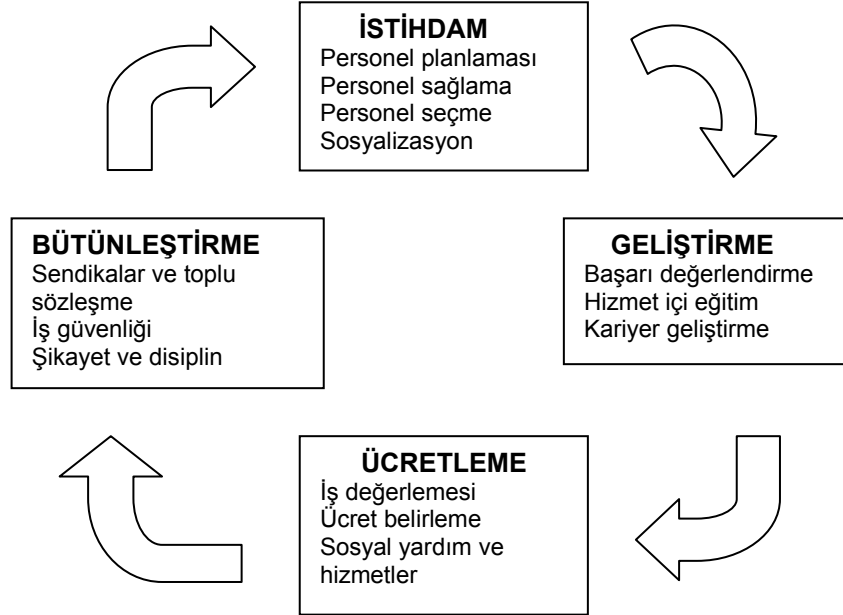 İSTİHDAM
Personel planlaması
Personel sağlama
Personel seçme
Sosyalizasyon
BÜTÜNLEŞTİRME
Sendikalar ve toplu
sözleşme
İş güvenliği
Şikayet ve disiplin
GELİŞTİRME
Başarı değerlendirme
Hizmet içi eğitim
Kariyer geliştirme
ÜCRETLEME
İş değerlemesi
Ücret belirleme
Sosyal yardım ve
hizmetler